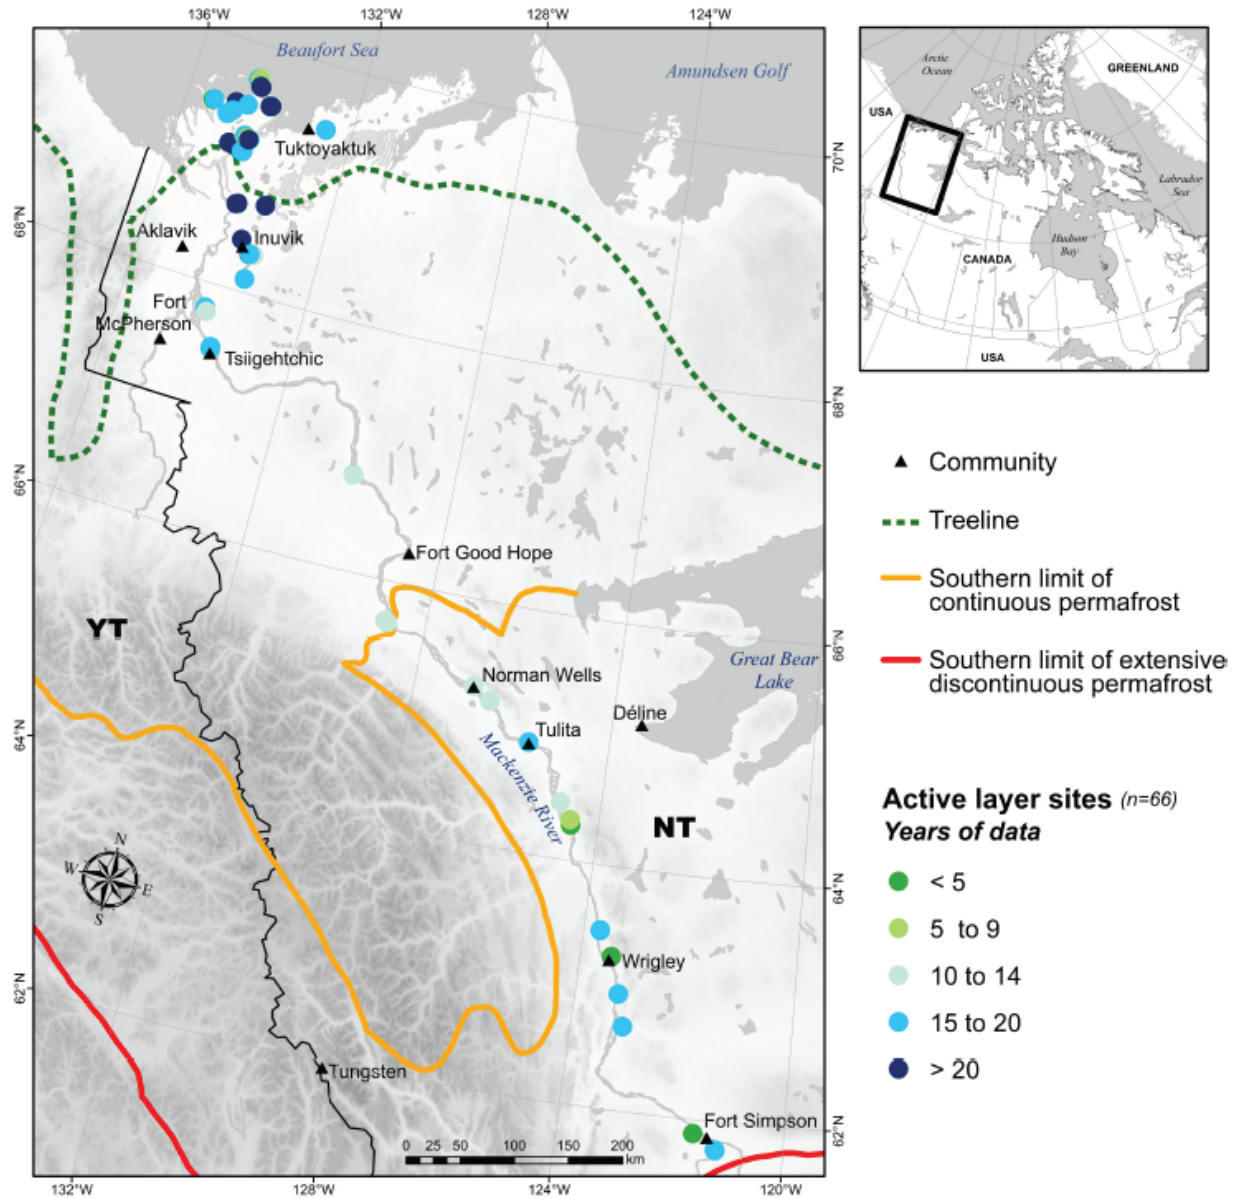 136°W
132°W
128°W
124°W
Beaufort Sea
Amundsen Golf
Tuktoyaktuk
70°N
68°N
Aklavik
Inuvik
Fort
McPherson
Tsiigehtchic
68°N
66°N
Fort Good Hope
YT
66°N
Great Bear
Lake
Norman Wells
Déline
Tulita
64°N
Mackenzie River
NT
N
W
E
S
64°N
62°N
Wrigley
Tungsten
Fort Simpson
62°N
0 25 50 100 150 200
km
132°W
128°W
124°W
120°W
Arctic
Ocean
GREENLAND
USA
Labrador
Sea
Hudson
Bay
CANADA
USA
Community
Treeline
Southern limit of
continuous permafrost
Southern limit of extensive
discontinuous permafrost
Active layer sites (n=66)
Years of data
< 5
5 to 9
10 to 14
15 to 20
> 20